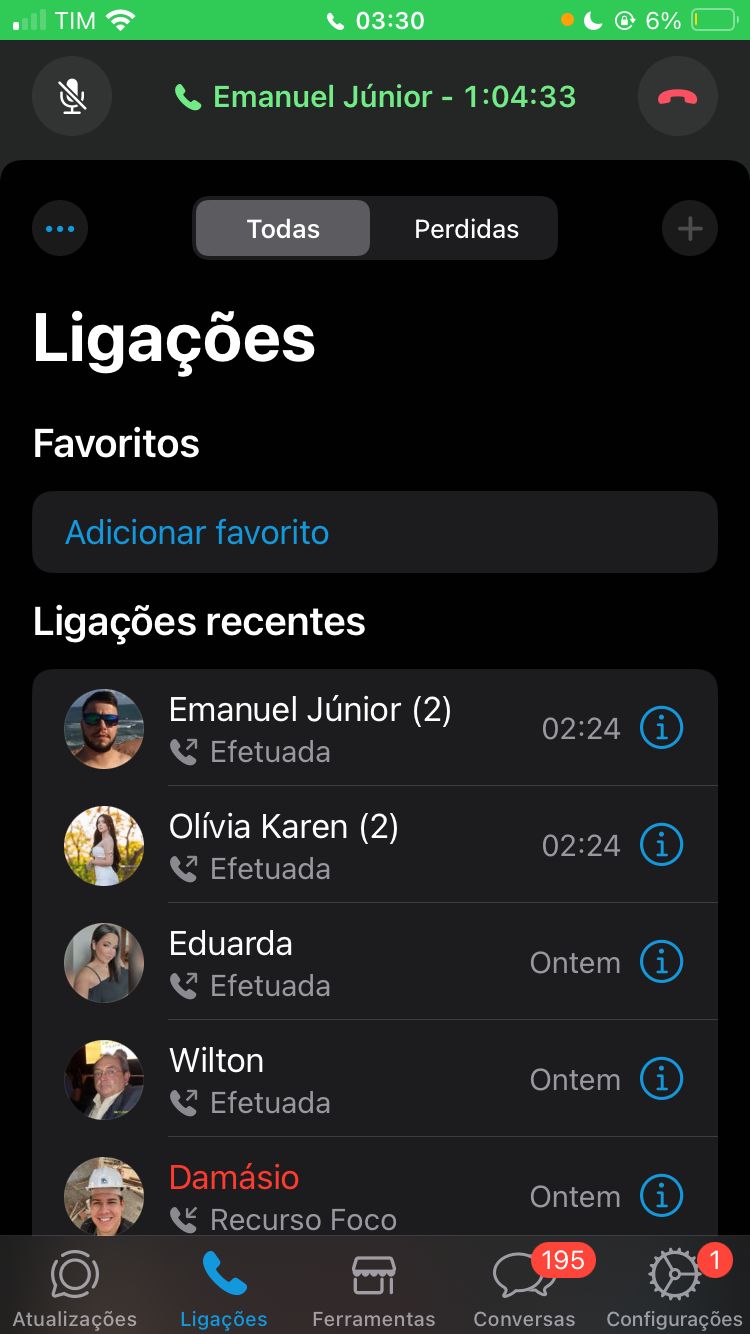 TIM 03:30 6%
Emanuel Júnior - 1:04:33
Todas Perdidas
Ligações
Favoritos
Adicionar favorito
Ligações recentes
Emanuel Júnior (2)
Efetuada
02:24
Olívia Karen (2)
Efetuada
02:24
Eduarda
Efetuada
Ontem
Wilton
Efetuada
Ontem
Damásio
Recurso Foco
Ontem
195
1
Atualizações Ligações Ferramentas Conversas Configurações